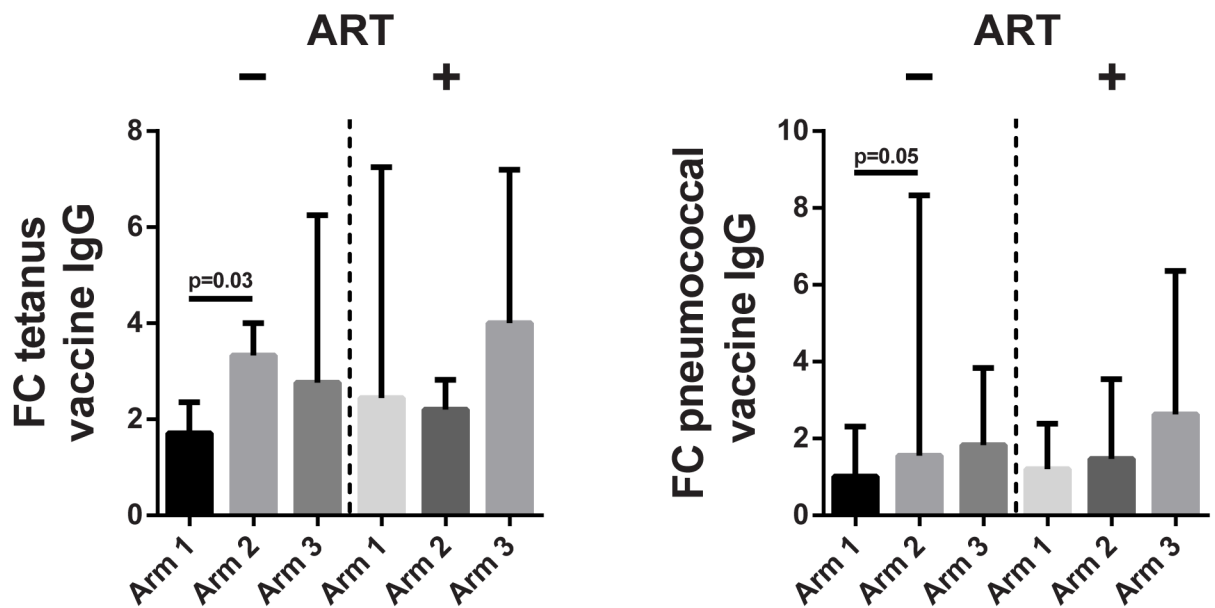 ART
− +
FC tetanus
vaccine IgG
8
6
4
2
0
p=0.03
Arm 1
Arm 2
Arm 3
Arm 1
Arm 2
Arm 3
ART
− +
FC pneumococcal
vaccine IgG
10
8
6
4
2
0
p=0.05
Arm 1
Arm 2
Arm 3
Arm 1
Arm 2
Arm 3